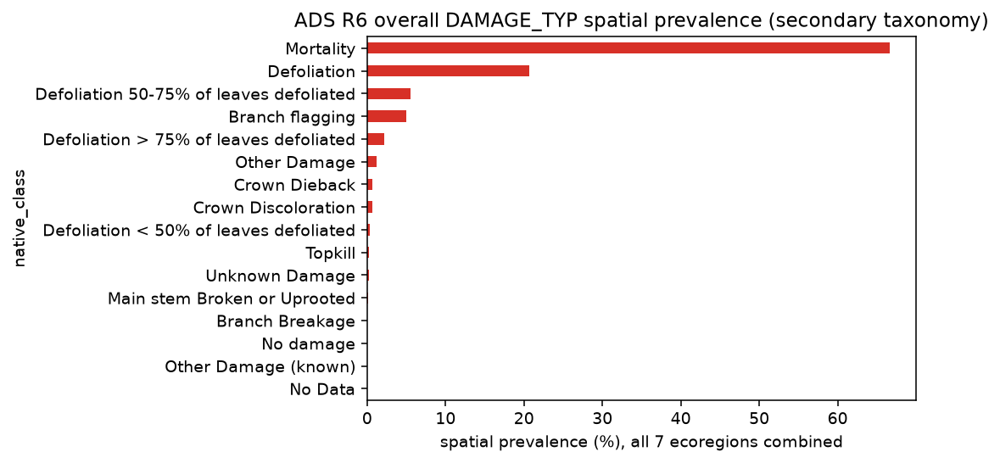 ADS R6 overall DAMAGE_TYP spatial prevalence (secondary taxonomy)
native_class
Mortality
Defoliation
Defoliation 50-75% of leaves defoliated
Branch flagging
Defoliation > 75% of leaves defoliated
Other Damage
Crown Dieback
Crown Discoloration
Defoliation < 50% of leaves defoliated
Topkill
Unknown Damage
Main stem Broken or Uprooted
Branch Breakage
No damage
Other Damage (known)
No Data
0 10 20 30 40 50 60
spatial prevalence (%), all 7 ecoregions combined